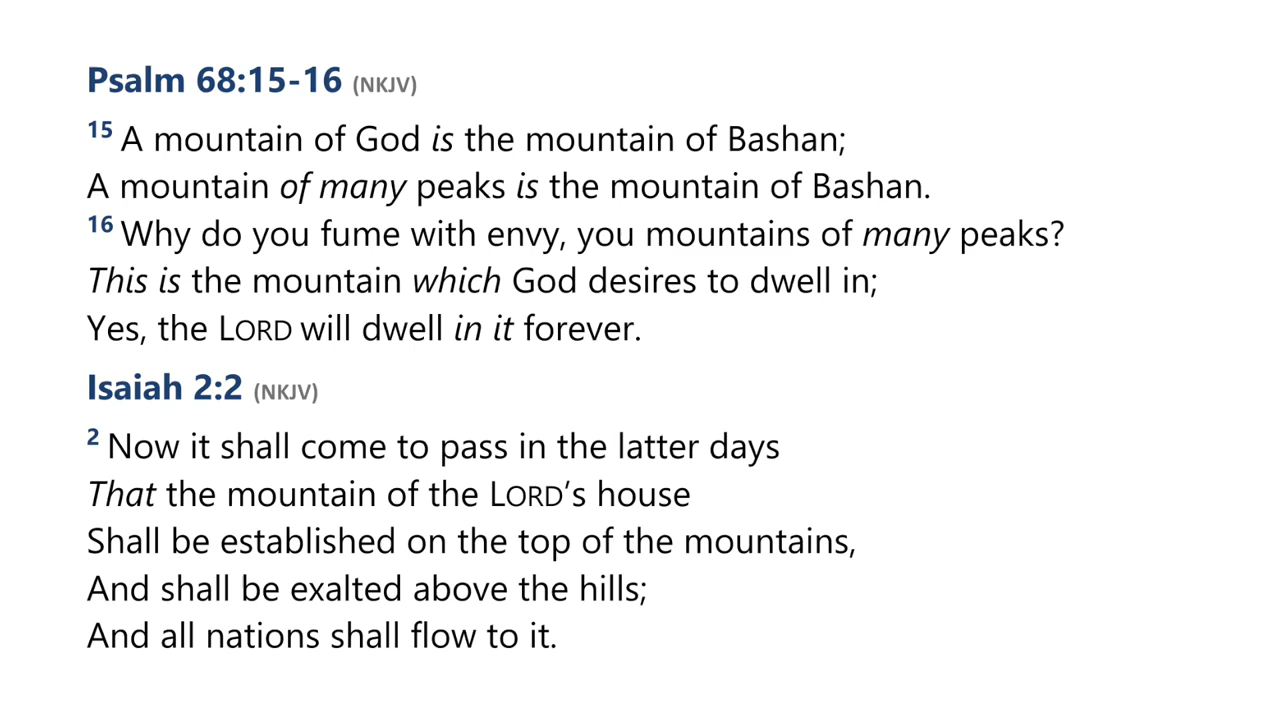 Psalm 68:15-16 (NKJV)
15 A mountain of God is the mountain of Bashan;
A mountain of many peaks is the mountain of Bashan.
16 Why do you fume with envy, you mountains of many peaks?
This is the mountain which God desires to dwell in;
Yes, the LORD will dwell in it forever.
Isaiah 2:2 (NKJV)
2 Now it shall come to pass in the latter days
That the mountain of the LORD’s house
Shall be established on the top of the mountains,
And shall be exalted above the hills;
And all nations shall flow to it.